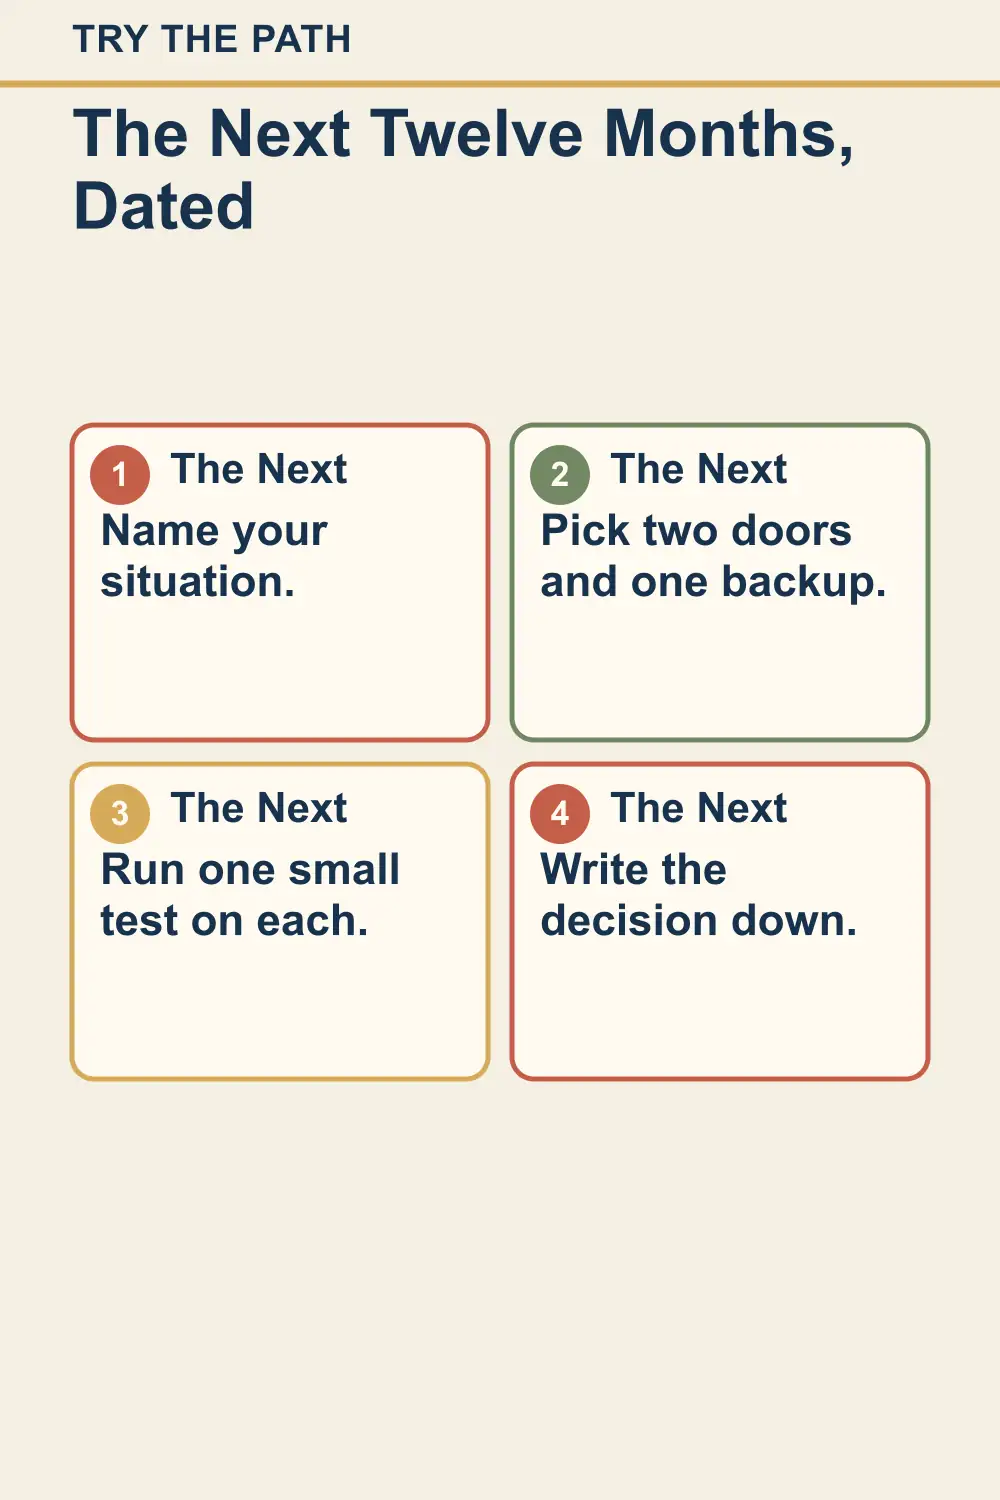 TRY THE PATH
The Next Twelve Months,
Dated
1 The Next
Name your
situation.
2 The Next
Pick two doors
and one backup.
3 The Next
Run one small
test on each.
4 The Next
Write the
decision down.